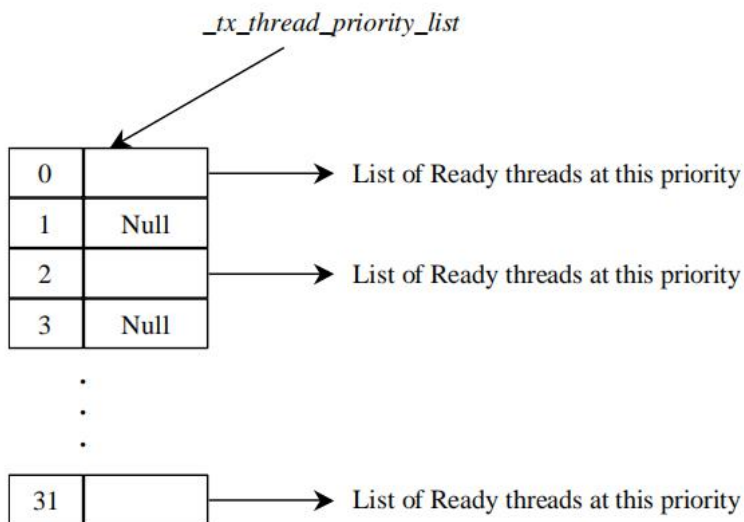 _tx_thread_priority_list
0 List of Ready threads at this priority
1 Null
2 List of Ready threads at this priority
3 Null
.
.
.
31 List of Ready threads at this priority